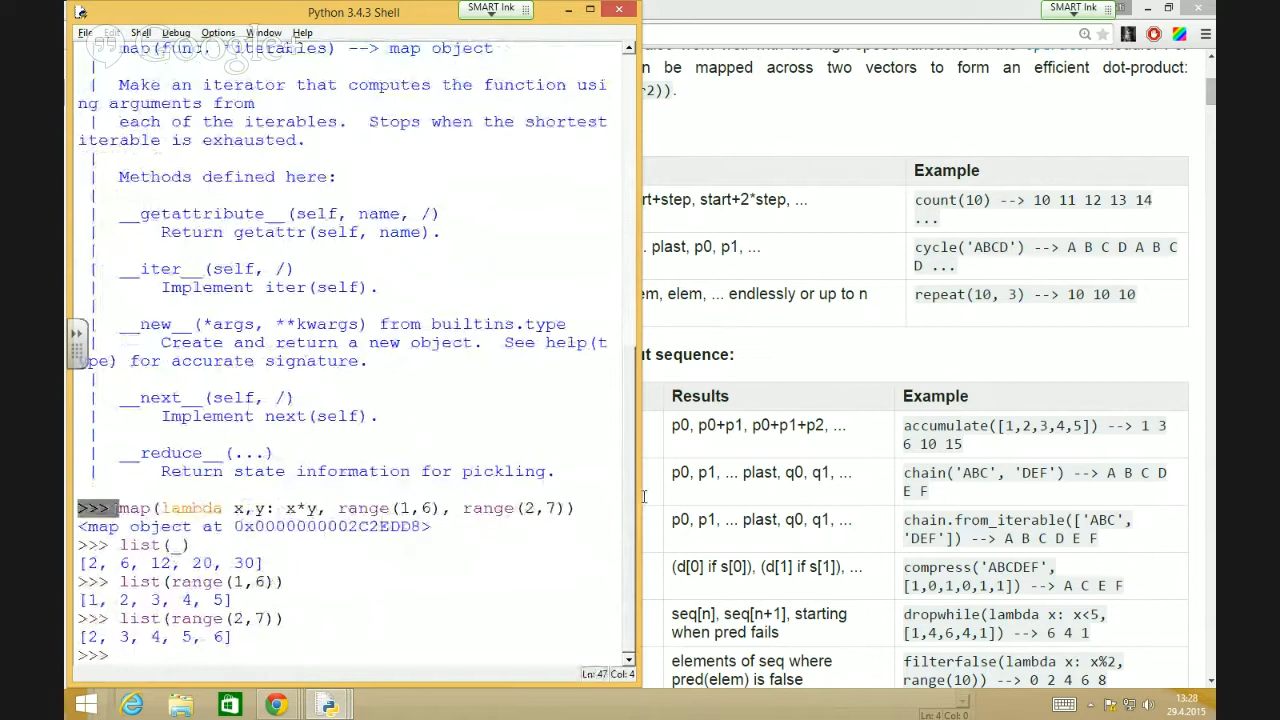 Python 3.4.3 Shell
SMART Ink
SMART Ink
File Edit Shell Debug Options Window Help
Google+
map(func, *iterables) --> map object
|
| Make an iterator that computes the function usi
ng arguments from
| each of the iterables. Stops when the shortest
iterable is exhausted.
|
| Methods defined here:
|
| __getattribute__(self, name, /)
| Return getattr(self, name).
|
| __iter__(self, /)
| Implement iter(self).
|
| __new__(*args, **kwargs) from builtins.type
| Create and return a new object. See help(t
ype) for accurate signature.
|
| __next__(self, /)
| Implement next(self).
|
| __reduce__(...)
| Return state information for pickling.
>>> map(lambda x,y: x*y, range(1,6), range(2,7))
<map object at 0x0000000002C2EDD8>
>>> list(_)
[2, 6, 12, 20, 30]
>>> list(range(1,6))
[1, 2, 3, 4, 5]
>>> list(range(2,7))
[2, 3, 4, 5, 6]
>>>
Ln: 47 Col: 4
n be mapped across two vectors to form an efficient dot-product:
r2)).
Example
rt+step, start+2*step, ... count(10) --> 10 11 12 13 14
...
. plast, p0, p1, ... cycle('ABCD') --> A B C D A B C
D ...
em, elem, ... endlessly or up to n repeat(10, 3) --> 10 10 10
ut sequence:
Results Example
p0, p0+p1, p0+p1+p2, ... accumulate([1,2,3,4,5]) --> 1 3
6 10 15
p0, p1, ... plast, q0, q1, ... chain('ABC', 'DEF') --> A B C D
E F
p0, p1, ... plast, q0, q1, ... chain.from_iterable(['ABC',
'DEF']) --> A B C D E F
(d[0] if s[0]), (d[1] if s[1]), ... compress('ABCDEF',
[1,0,1,0,1,1]) --> A C E F
seq[n], seq[n+1], starting dropwhile(lambda x: x<5,
when pred fails [1,4,6,4,1]) --> 6 4 1
elements of seq where filterfalse(lambda x: x%2,
pred(elem) is false range(10)) --> 0 2 4 6 8
Ln: 4 Col: 0
13:28
29.4.2015